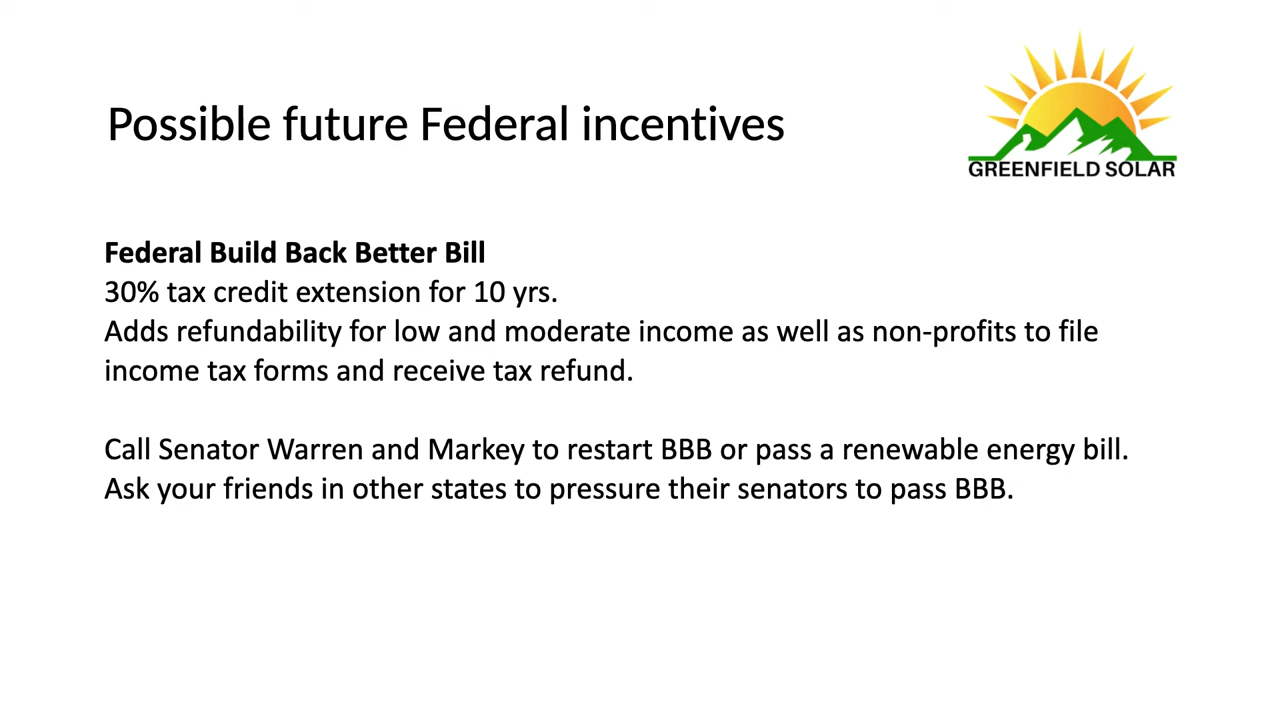 Possible future Federal incentives
GREENFIELD SOLAR
Federal Build Back Better Bill
30% tax credit extension for 10 yrs.
Adds refundability for low and moderate income as well as non-profits to file
income tax forms and receive tax refund.
Call Senator Warren and Markey to restart BBB or pass a renewable energy bill.
Ask your friends in other states to pressure their senators to pass BBB.